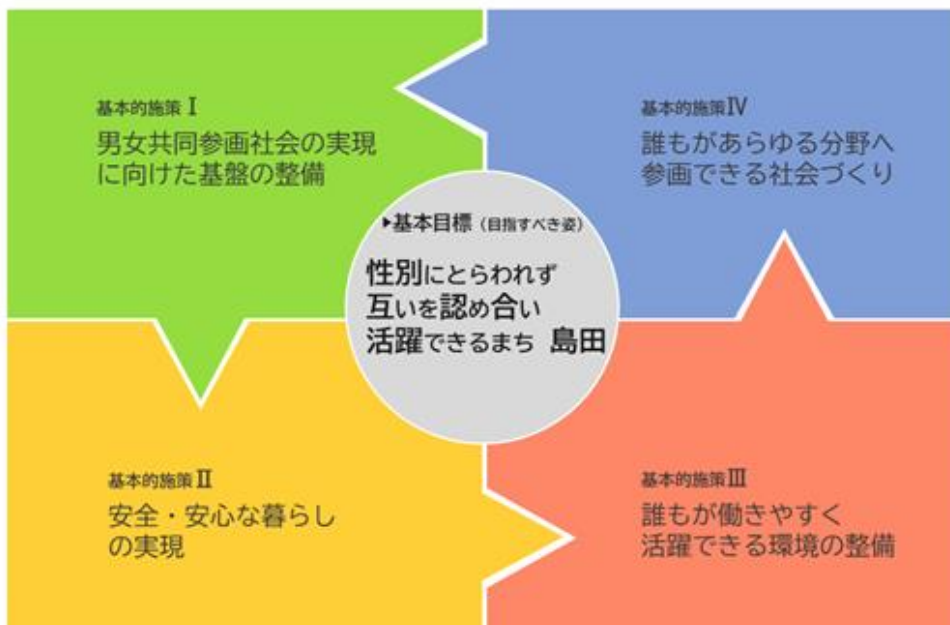 基本的施策 Ⅰ
男女共同参画社会の実現
に向けた基盤の整備
基本的施策Ⅳ
誰もがあらゆる分野へ
参画できる社会づくり
▶基本目標（目指すべき姿）
性別にとらわれず
互いを認め合い
活躍できるまち 島田
基本的施策Ⅱ
安全・安心な暮らし
の実現
基本的施策Ⅲ
誰もが働きやすく
活躍できる環境の整備